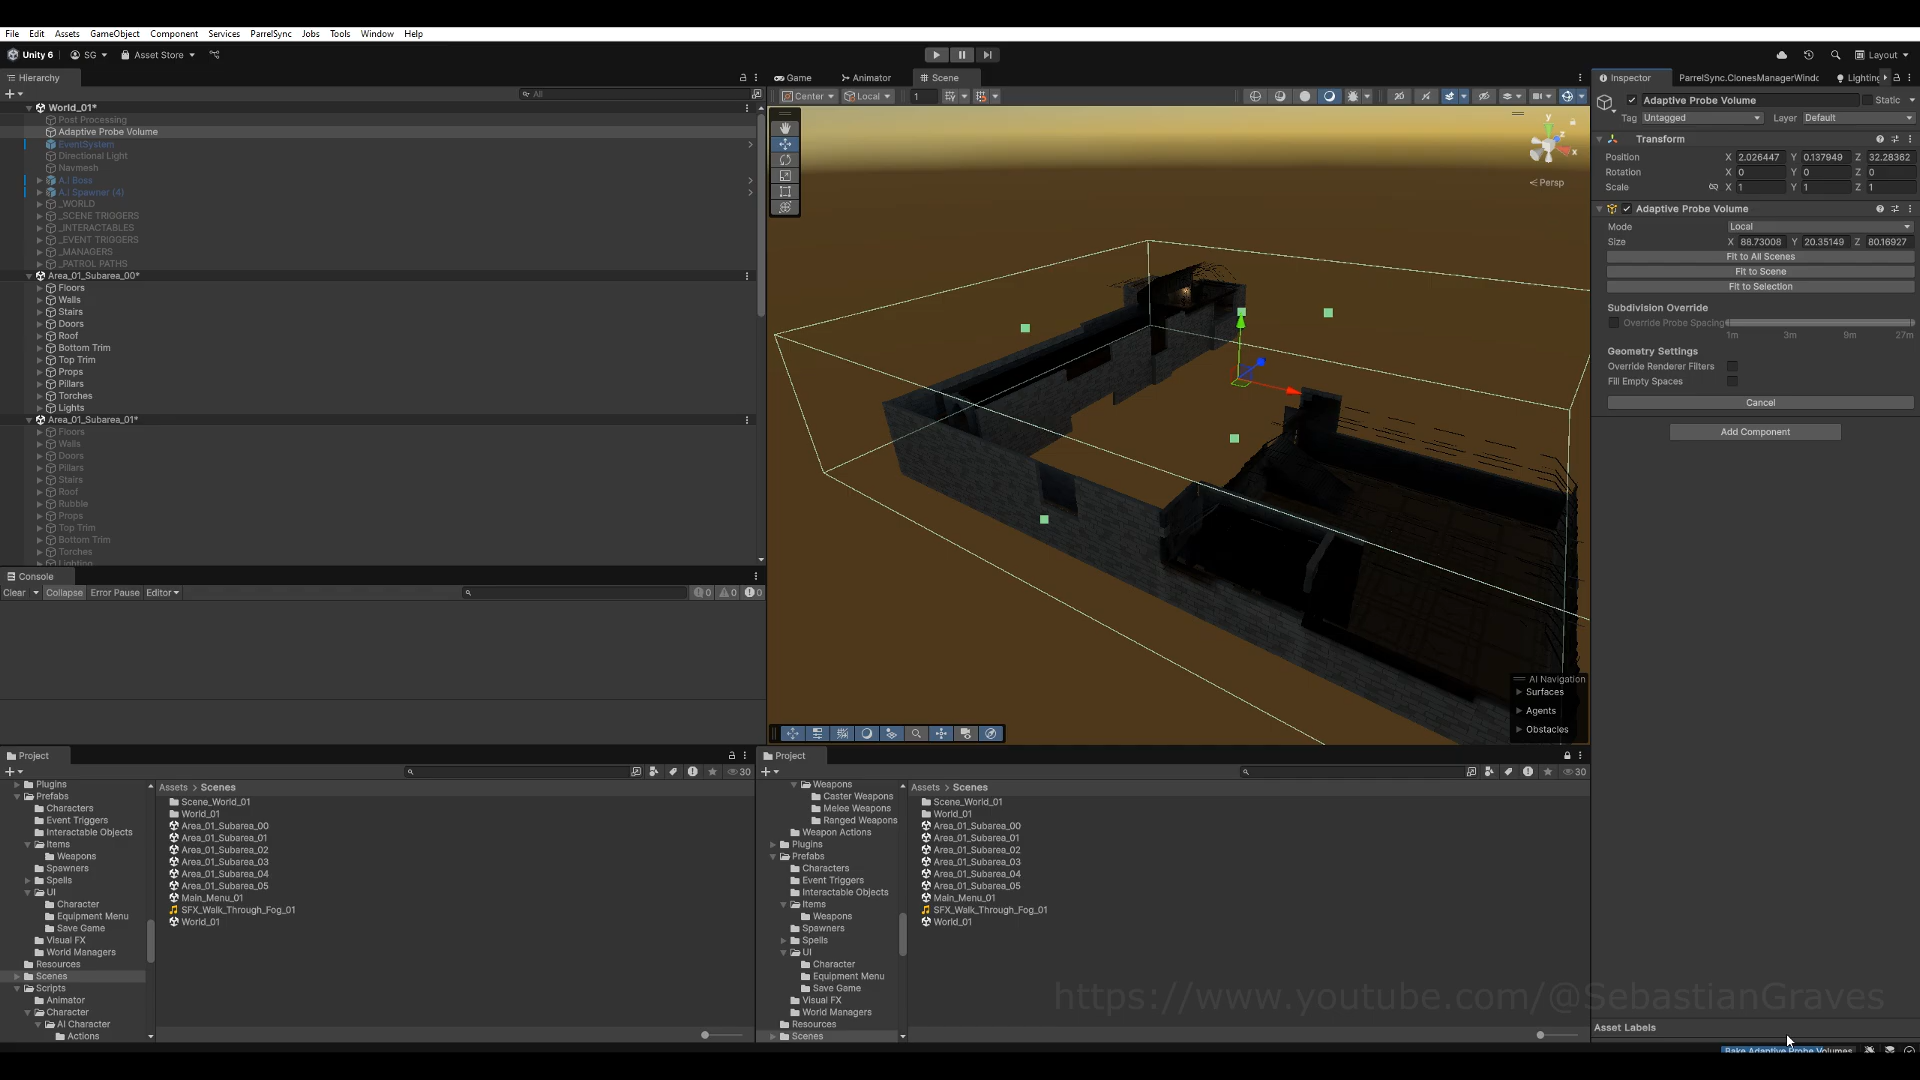 File Edit Assets GameObject Component Services ParrelSync Jobs Tools Window Help
Unity 6 SG Asset Store Layout
Hierarchy
All
World_01*
Post Processing
Adaptive Probe Volume
EventSystem
Directional Light
Navmesh
A.I Boss
A.I Spawner (4)
_WORLD
_SCENE TRIGGERS
_INTERACTABLES
_EVENT TRIGGERS
_MANAGERS
_PATROL PATHS
Area_01_Subarea_00*
Floors
Walls
Stairs
Doors
Roof
Bottom Trim
Top Trim
Props
Pillars
Torches
Lights
Area_01_Subarea_01*
Floors
Walls
Doors
Pillars
Stairs
Roof
Rubble
Props
Top Trim
Bottom Trim
Torches
Lighting
Console
Clear Collapse Error Pause Editor 0 0 0
Game Animator Scene
Center Local 1 2D
y
z
x
< Persp
AI Navigation
Surfaces
Agents
Obstacles
Inspector ParrelSync.ClonesManagerWindo Lighting
Adaptive Probe Volume Static
Tag Untagged Layer Default
Transform
Position X 2.026447 Y 0.137949 Z 32.28362
Rotation X 0 Y 0 Z 0
Scale X 1 Y 1 Z 1
Adaptive Probe Volume
Mode Local
Size X 88.73008 Y 20.35149 Z 80.16927
Fit to All Scenes
Fit to Scene
Fit to Selection
Subdivision Override
Override Probe Spacing
1m 3m 9m 27m
Geometry Settings
Override Renderer Filters
Fill Empty Spaces
Cancel
Add Component
Asset Labels
Bake Adaptive Probe Volumes
Project
30
Plugins
Prefabs
Characters
Event Triggers
Interactable Objects
Items
Weapons
Spawners
Spells
UI
Character
Equipment Menu
Save Game
Visual FX
World Managers
Resources
Scenes
Scripts
Animator
Character
AI Character
Actions
Assets > Scenes
Scene_World_01
World_01
Area_01_Subarea_00
Area_01_Subarea_01
Area_01_Subarea_02
Area_01_Subarea_03
Area_01_Subarea_04
Area_01_Subarea_05
Main_Menu_01
SFX_Walk_Through_Fog_01
World_01
Project
30
Weapons
Caster Weapons
Melee Weapons
Ranged Weapons
Weapon Actions
Plugins
Prefabs
Characters
Event Triggers
Interactable Objects
Items
Weapons
Spawners
Spells
UI
Character
Equipment Menu
Save Game
Visual FX
World Managers
Resources
Scenes
Assets > Scenes
Scene_World_01
World_01
Area_01_Subarea_00
Area_01_Subarea_01
Area_01_Subarea_02
Area_01_Subarea_03
Area_01_Subarea_04
Area_01_Subarea_05
Main_Menu_01
SFX_Walk_Through_Fog_01
World_01
https://www.youtube.com/@SebastianGraves